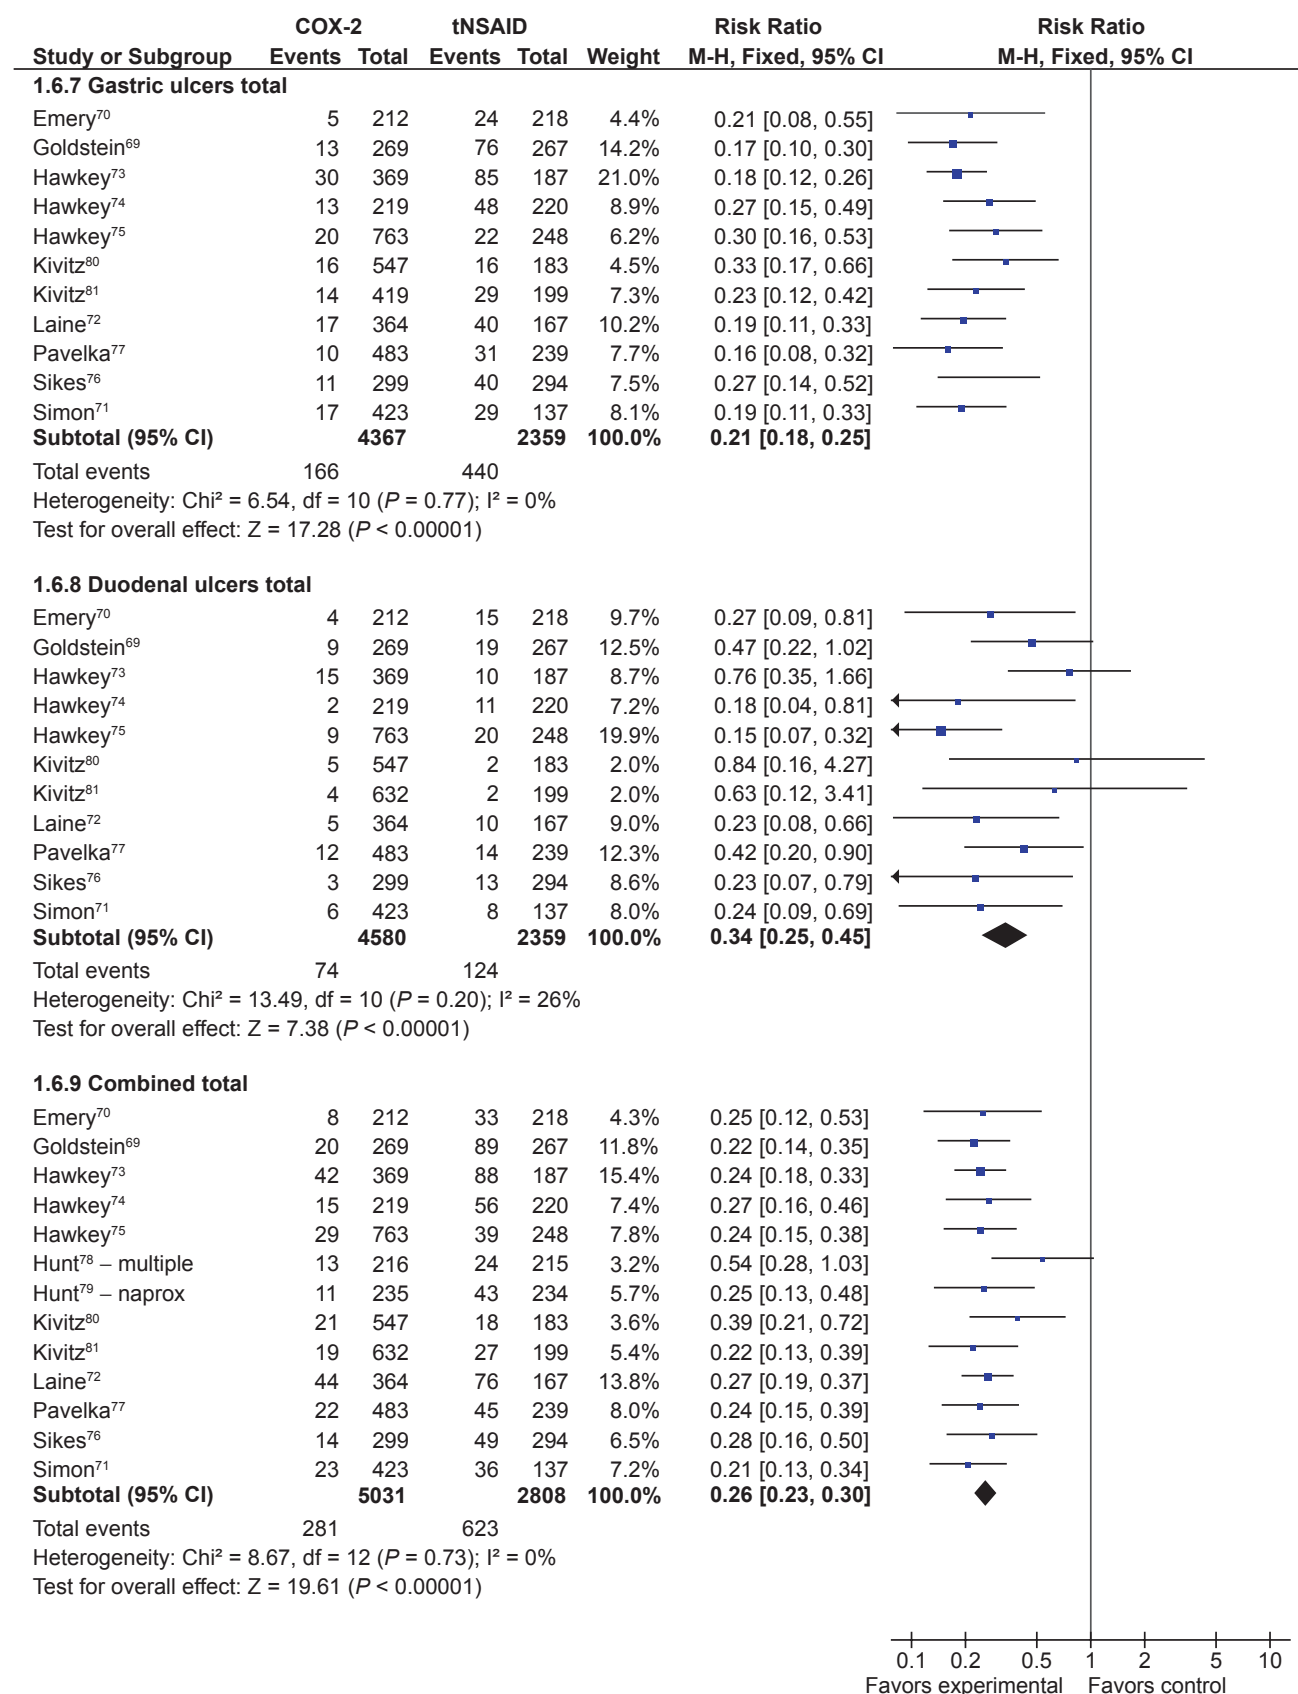 COX-2 tNSAID Risk Ratio Risk Ratio
Study or Subgroup Events Total Events Total Weight M-H, Fixed, 95% CI M-H, Fixed, 95% CI
1.6.7 Gastric ulcers total
Emery⁷⁰ 5 212 24 218 4.4% 0.21 [0.08, 0.55]
Goldstein⁶⁹ 13 269 76 267 14.2% 0.17 [0.10, 0.30]
Hawkey⁷³ 30 369 85 187 21.0% 0.18 [0.12, 0.26]
Hawkey⁷⁴ 13 219 48 220 8.9% 0.27 [0.15, 0.49]
Hawkey⁷⁵ 20 763 22 248 6.2% 0.30 [0.16, 0.53]
Kivitz⁸⁰ 16 547 16 183 4.5% 0.33 [0.17, 0.66]
Kivitz⁸¹ 14 419 29 199 7.3% 0.23 [0.12, 0.42]
Laine⁷² 17 364 40 167 10.2% 0.19 [0.11, 0.33]
Pavelka⁷⁷ 10 483 31 239 7.7% 0.16 [0.08, 0.32]
Sikes⁷⁶ 11 299 40 294 7.5% 0.27 [0.14, 0.52]
Simon⁷¹ 17 423 29 137 8.1% 0.19 [0.11, 0.33]
Subtotal (95% CI) 4367 2359 100.0% 0.21 [0.18, 0.25]
Total events 166 440
Heterogeneity: Chi² = 6.54, df = 10 (P = 0.77); I² = 0%
Test for overall effect: Z = 17.28 (P < 0.00001)
1.6.8 Duodenal ulcers total
Emery⁷⁰ 4 212 15 218 9.7% 0.27 [0.09, 0.81]
Goldstein⁶⁹ 9 269 19 267 12.5% 0.47 [0.22, 1.02]
Hawkey⁷³ 15 369 10 187 8.7% 0.76 [0.35, 1.66]
Hawkey⁷⁴ 2 219 11 220 7.2% 0.18 [0.04, 0.81]
Hawkey⁷⁵ 9 763 20 248 19.9% 0.15 [0.07, 0.32]
Kivitz⁸⁰ 5 547 2 183 2.0% 0.84 [0.16, 4.27]
Kivitz⁸¹ 4 632 2 199 2.0% 0.63 [0.12, 3.41]
Laine⁷² 5 364 10 167 9.0% 0.23 [0.08, 0.66]
Pavelka⁷⁷ 12 483 14 239 12.3% 0.42 [0.20, 0.90]
Sikes⁷⁶ 3 299 13 294 8.6% 0.23 [0.07, 0.79]
Simon⁷¹ 6 423 8 137 8.0% 0.24 [0.09, 0.69]
Subtotal (95% CI) 4580 2359 100.0% 0.34 [0.25, 0.45]
Total events 74 124
Heterogeneity: Chi² = 13.49, df = 10 (P = 0.20); I² = 26%
Test for overall effect: Z = 7.38 (P < 0.00001)
1.6.9 Combined total
Emery⁷⁰ 8 212 33 218 4.3% 0.25 [0.12, 0.53]
Goldstein⁶⁹ 20 269 89 267 11.8% 0.22 [0.14, 0.35]
Hawkey⁷³ 42 369 88 187 15.4% 0.24 [0.18, 0.33]
Hawkey⁷⁴ 15 219 56 220 7.4% 0.27 [0.16, 0.46]
Hawkey⁷⁵ 29 763 39 248 7.8% 0.24 [0.15, 0.38]
Hunt⁷⁸ – multiple 13 216 24 215 3.2% 0.54 [0.28, 1.03]
Hunt⁷⁹ – naprox 11 235 43 234 5.7% 0.25 [0.13, 0.48]
Kivitz⁸⁰ 21 547 18 183 3.6% 0.39 [0.21, 0.72]
Kivitz⁸¹ 19 632 27 199 5.4% 0.22 [0.13, 0.39]
Laine⁷² 44 364 76 167 13.8% 0.27 [0.19, 0.37]
Pavelka⁷⁷ 22 483 45 239 8.0% 0.24 [0.15, 0.39]
Sikes⁷⁶ 14 299 49 294 6.5% 0.28 [0.16, 0.50]
Simon⁷¹ 23 423 36 137 7.2% 0.21 [0.13, 0.34]
Subtotal (95% CI) 5031 2808 100.0% 0.26 [0.23, 0.30]
Total events 281 623
Heterogeneity: Chi² = 8.67, df = 12 (P = 0.73); I² = 0%
Test for overall effect: Z = 19.61 (P < 0.00001)
0.1 0.2 0.5 1 2 5 10
Favors experimental Favors control